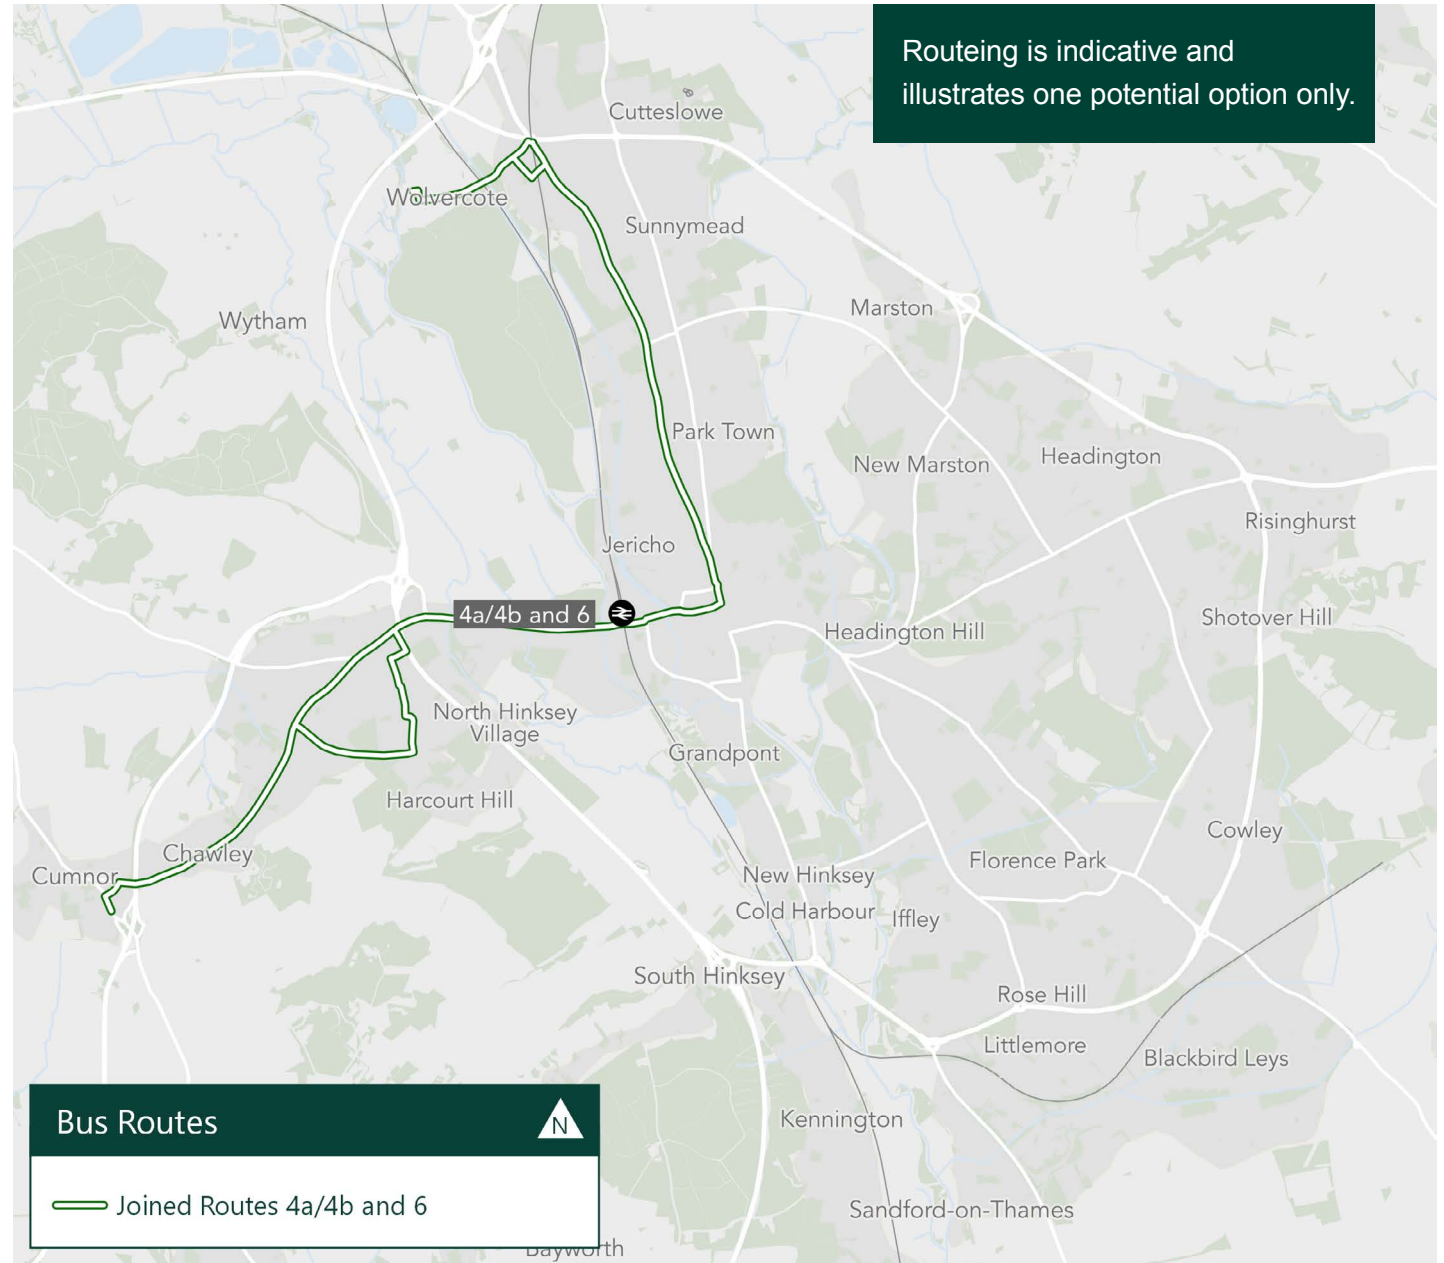 Routeing is indicative and
illustrates one potential option only.
Cutteslowe
Wolvercote
Sunnymead
Marston
Wytham
Park Town
New Marston
Headington
Risinghurst
Jericho
4a/4b and 6
Shotover Hill
Headington Hill
North Hinksey
Village
Grandpont
Harcourt Hill
Cowley
Chawley
Florence Park
Cumnor
New Hinksey
Cold Harbour
Iffley
South Hinksey
Rose Hill
Littlemore
Blackbird Leys
Kennington
Sandford-on-Thames
Bayworth
Bus Routes
N
Joined Routes 4a/4b and 6